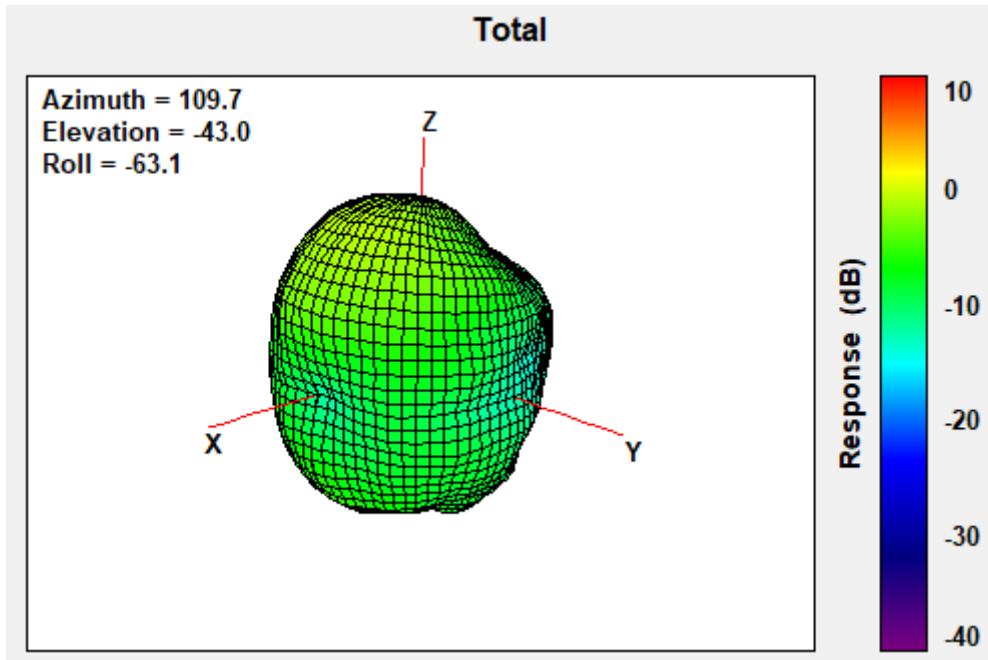 Total
Azimuth = 109.7
Elevation = -43.0
Roll = -63.1
Z
X
Y
Response (dB)
10
0
-10
-20
-30
-40